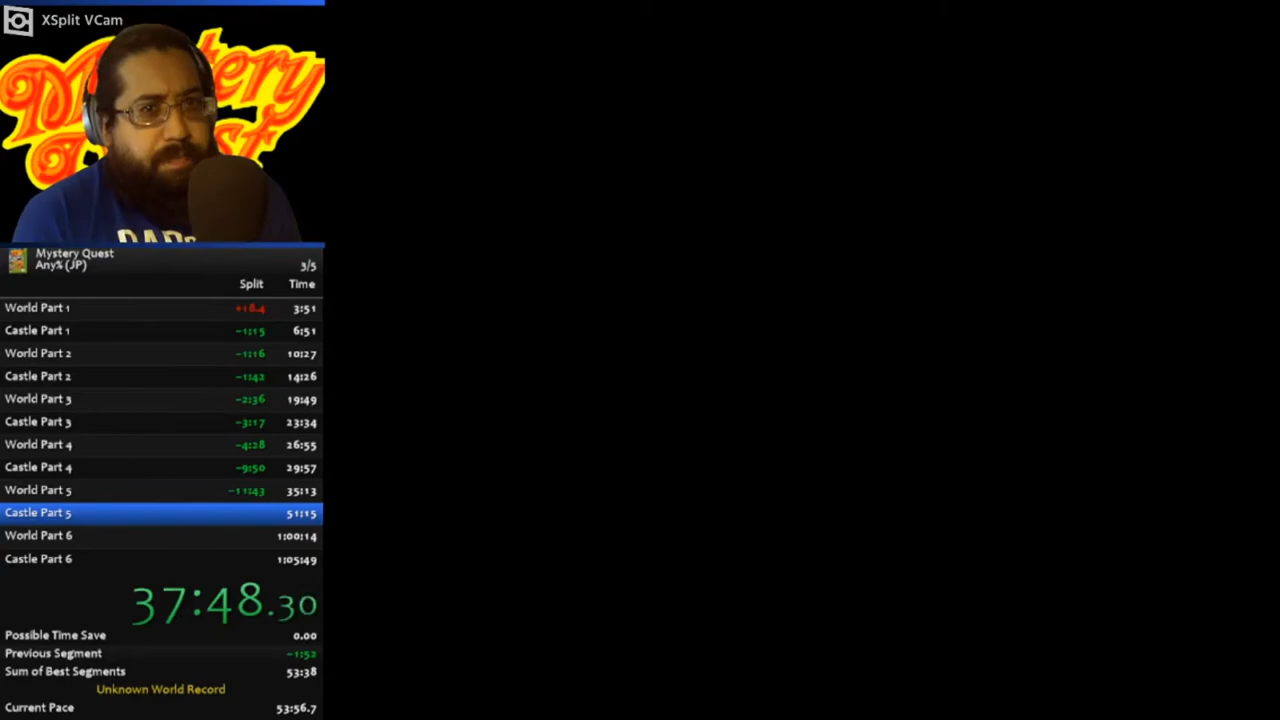 XSplit VCam
Mystery
Quest
DAD
Mystery Quest
Any% (JP)
3/5
Split Time
World Part 1 +18.4 3:51
Castle Part 1 -1:15 6:51
World Part 2 -1:16 10:27
Castle Part 2 -1:42 14:26
World Part 3 -2:36 19:49
Castle Part 3 -3:17 23:34
World Part 4 -4:28 26:55
Castle Part 4 -9:50 29:57
World Part 5 -11:43 35:13
Castle Part 5 51:15
World Part 6 1:00:14
Castle Part 6 1:05:49
37:48.30
Possible Time Save 0.00
Previous Segment -1:52
Sum of Best Segments 53:38
Unknown World Record
Current Pace 53:56.7